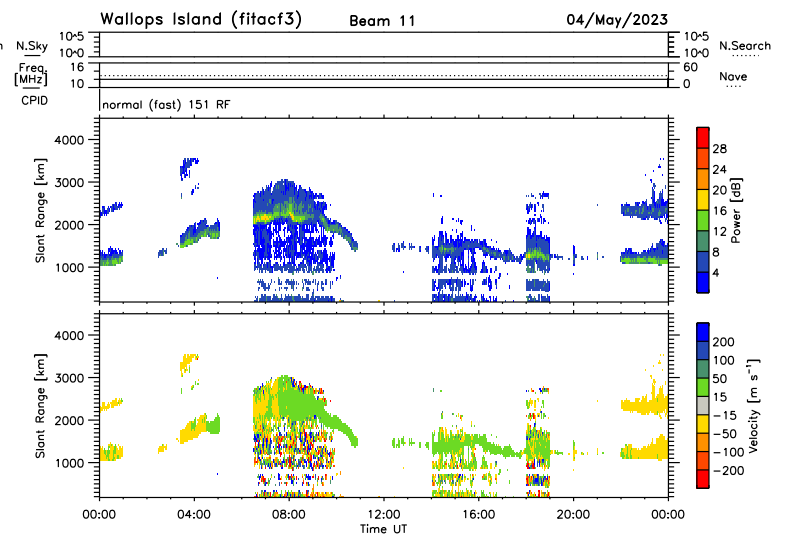 Wallops Island (fitacf3) Beam 11 04/May/2023
N.Sky 10^5 10^0 10^5 10^0 N.Search
Freq. [MHz] 16 10 60 0 Nave
CPID normal (fast) 151 RF
Slant Range [km] 4000 3000 2000 1000
28 24 20 16 12 8 4 Power [dB]
Slant Range [km] 4000 3000 2000 1000
200 100 50 15 −15 −50 −100 −200 Velocity [m s⁻¹]
00:00 04:00 08:00 12:00 16:00 20:00 00:00
Time UT